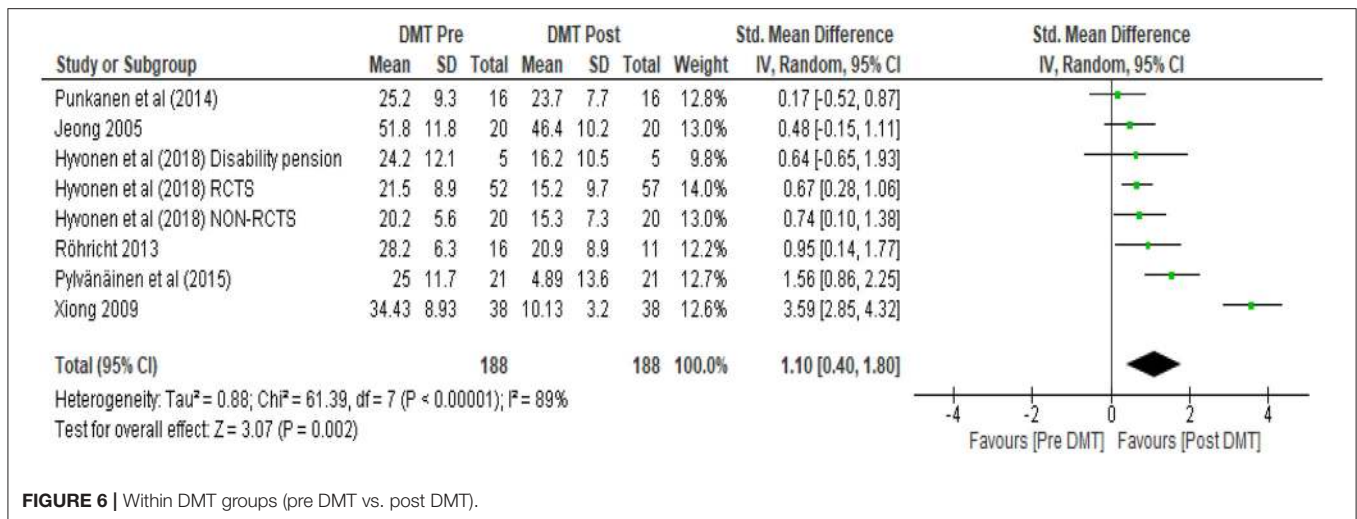 DMT Pre DMT Post Std. Mean Difference Std. Mean Difference
Study or Subgroup Mean SD Total Mean SD Total Weight IV, Random, 95% CI IV, Random, 95% CI
Punkanen et al (2014) 25.2 9.3 16 23.7 7.7 16 12.8% 0.17 [-0.52, 0.87]
Jeong 2005 51.8 11.8 20 46.4 10.2 20 13.0% 0.48 [-0.15, 1.11]
Hyvonen et al (2018) Disability pension 24.2 12.1 5 16.2 10.5 5 9.8% 0.64 [-0.65, 1.93]
Hyvonen et al (2018) RCTS 21.5 8.9 52 15.2 9.7 57 14.0% 0.67 [0.28, 1.06]
Hyvonen et al (2018) NON-RCTS 20.2 5.6 20 15.3 7.3 20 13.0% 0.74 [0.10, 1.38]
Röhricht 2013 28.2 6.3 16 20.9 8.9 11 12.2% 0.95 [0.14, 1.77]
Pylvänäinen et al (2015) 25 11.7 21 4.89 13.6 21 12.7% 1.56 [0.86, 2.25]
Xiong 2009 34.43 8.93 38 10.13 3.2 38 12.6% 3.59 [2.85, 4.32]
Total (95% CI) 188 188 100.0% 1.10 [0.40, 1.80]
Heterogeneity: Tau² = 0.88; Chi² = 61.39, df = 7 (P < 0.00001); I² = 89%
Test for overall effect: Z = 3.07 (P = 0.002)
-4 -2 0 2 4
Favours [Pre DMT] Favours [Post DMT]
FIGURE 6 | Within DMT groups (pre DMT vs. post DMT).